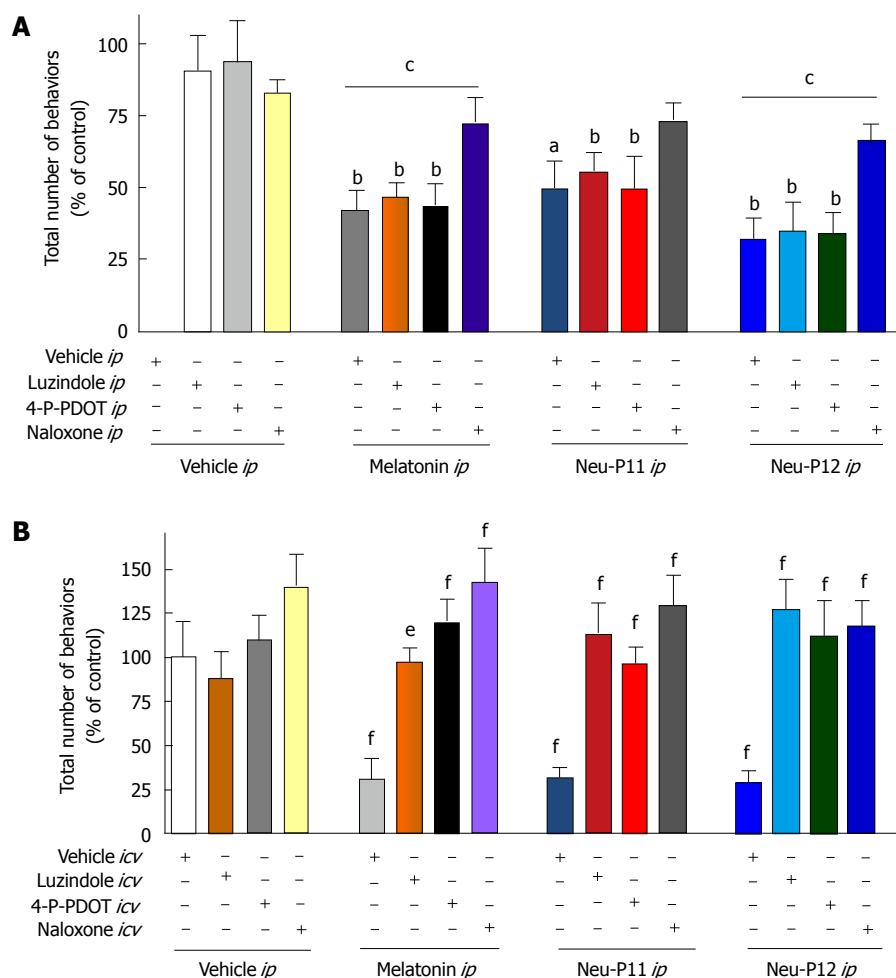 A
Total number of behaviors
(% of control)
100
75
50
25
0
c
c
b b b
a b b
b b b
Vehicle ip + – – – + – – – + – – – + – – –
Luzindole ip – + – – – + – – – + – – – + – –
4-P-PDOT ip – – + – – – + – – – + – – – + –
Naloxone ip – – – + – – – + – – – + – – – +
Vehicle ip Melatonin ip Neu-P11 ip Neu-P12 ip
B
Total number of behaviors
(% of control)
150
125
100
75
50
25
0
f e f f
f f f f
f f f f
Vehicle icv + – – – + – – – + – – – + – – –
Luzindole icv – + – – – + – – – + – – – + – –
4-P-PDOT icv – – + – – – + – – – + – – – + –
Naloxone icv – – – + – – – + – – – + – – – +
Vehicle ip Melatonin ip Neu-P11 ip Neu-P12 ip